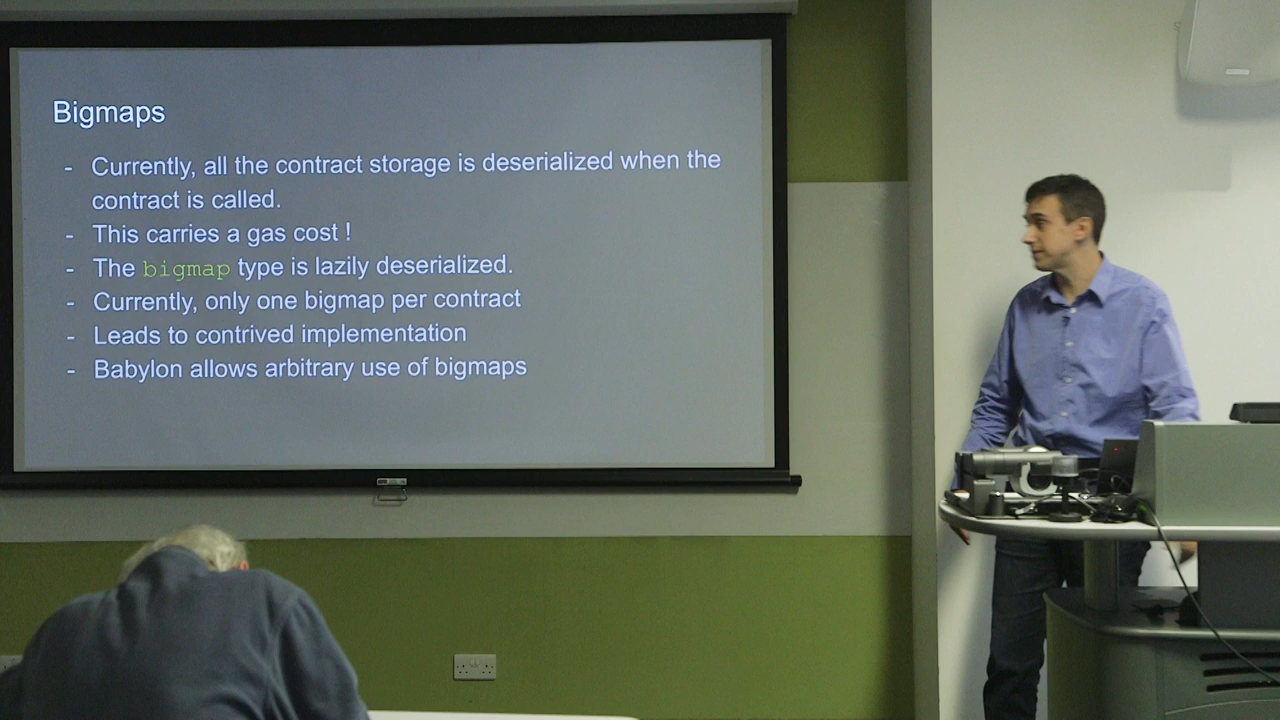 Bigmaps
- Currently, all the contract storage is deserialized when the
contract is called.
- This carries a gas cost !
- The bigmap type is lazily deserialized.
- Currently, only one bigmap per contract
- Leads to contrived implementation
- Babylon allows arbitrary use of bigmaps